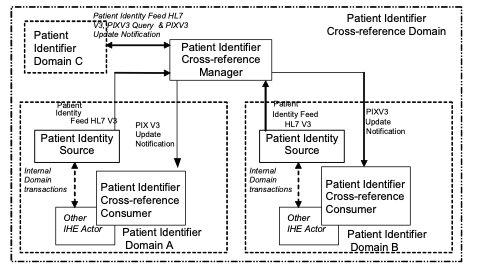 Patient Identity Feed HL7
V3, PIXV3 Query & PIXV3
Update Notification
Patient Identifier
Cross-reference Domain
Patient
Identifier
Domain C
Patient Identifier
Cross-reference
Manager
Patient
Identity
Feed HL7 V3
PIX V3
Update
Notification
Patient Identity
Source
Internal
Domain
transactions
Patient Identifier
Cross-reference
Consumer
Other
IHE Actor
Patient Identifier
Domain A
Patient
Identity Feed
HL7 V3
PIXV3
Update
Notification
Patient Identity
Source
Internal
Domain
transactions
Patient Identifier
Cross-reference
Consumer
Other
IHE Actor
Patient Identifier
Domain B